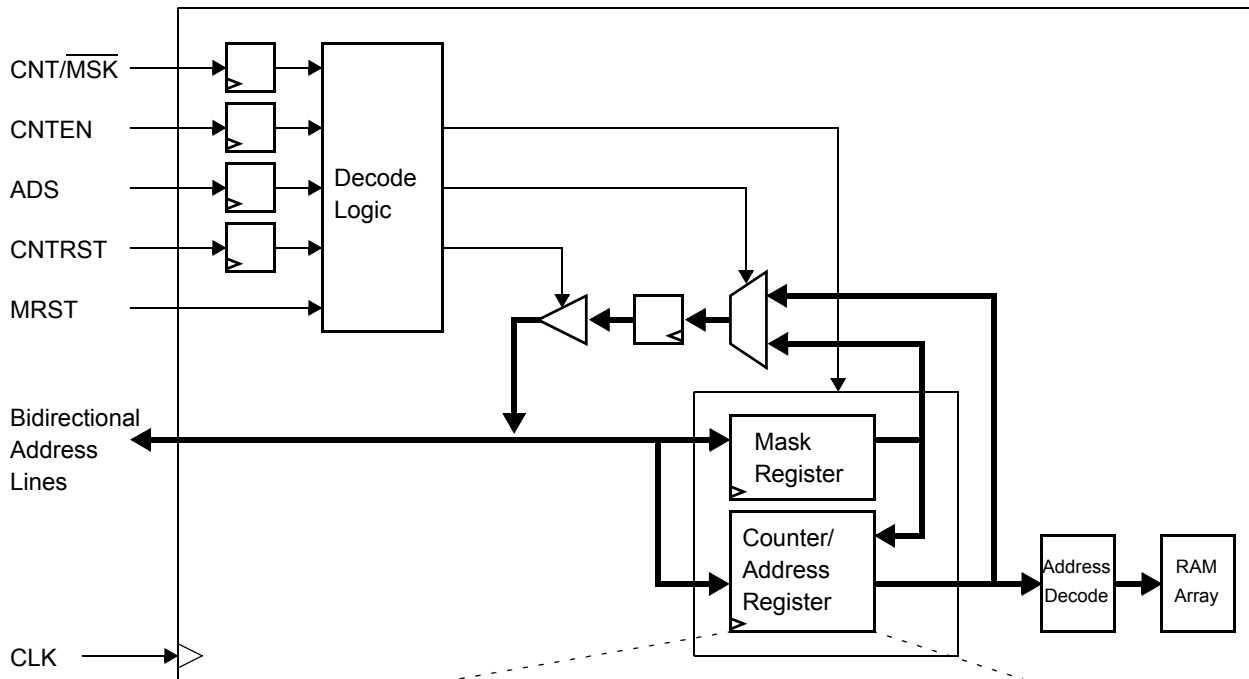 CNT/M̅S̅K̅
CNTEN
ADS
CNTRST
MRST
Decode
Logic
Bidirectional
Address
Lines
Mask
Register
Counter/
Address
Register
Address
Decode
RAM
Array
CLK